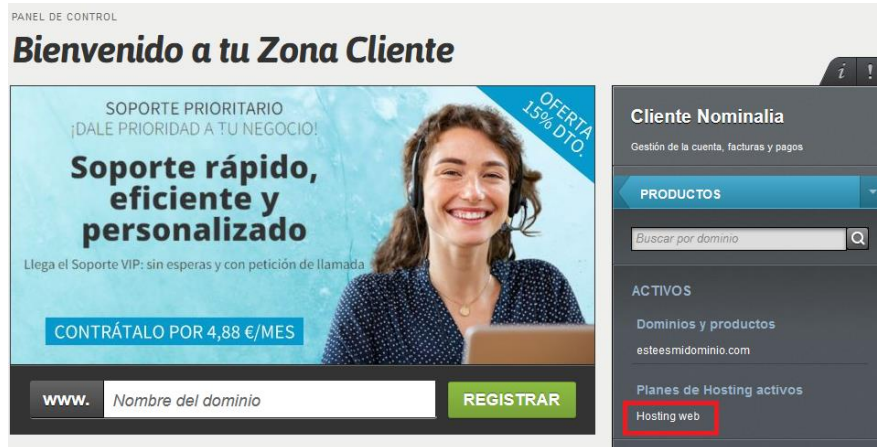 PANEL DE CONTROL
Bienvenido a tu Zona Cliente
i !
SOPORTE PRIORITARIO
¡DALE PRIORIDAD A TU NEGOCIO!
Soporte rápido,
eficiente y
personalizado
Llega el Soporte VIP: sin esperas y con petición de llamada
CONTRÁTALO POR 4,88 €/MES
OFERTA
15% DTO.
www. Nombre del dominio REGISTRAR
Cliente Nominalia
Gestión de la cuenta, facturas y pagos
PRODUCTOS
Buscar por dominio
ACTIVOS
Dominios y productos
esteesmidominio.com
Planes de Hosting activos
Hosting web